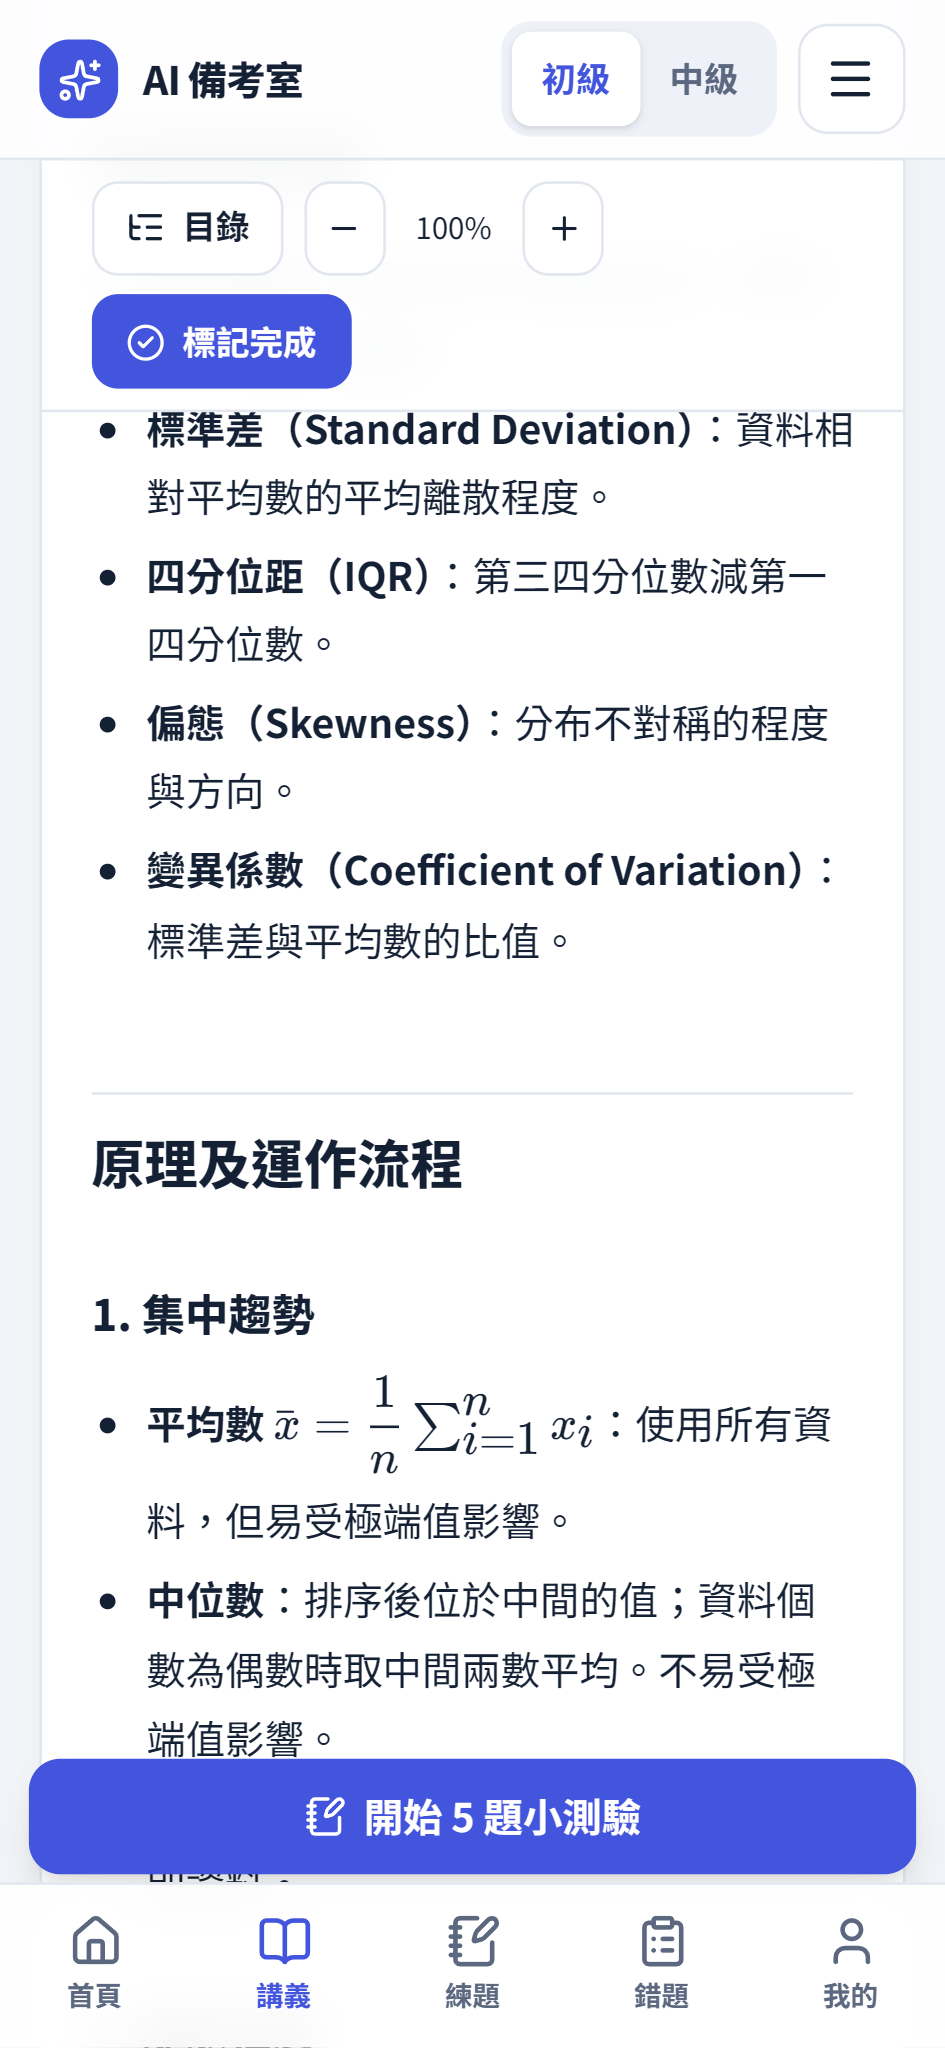 AI 備考室
初級 中級
目錄 − 100% +
標記完成
• 標準差（Standard Deviation）：資料相
對平均數的平均離散程度。
• 四分位距（IQR）：第三四分位數減第一
四分位數。
• 偏態（Skewness）：分布不對稱的程度
與方向。
• 變異係數（Coefficient of Variation）：
標準差與平均數的比值。
原理及運作流程
1. 集中趨勢
• 平均數 x̄ = 1/n ∑ⁿᵢ₌₁ xᵢ：使用所有資
料，但易受極端值影響。
• 中位數：排序後位於中間的值；資料個
數為偶數時取中間兩數平均。不易受極
端值影響。
開始 5 題小測驗
首頁 講義 練題 錯題 我的